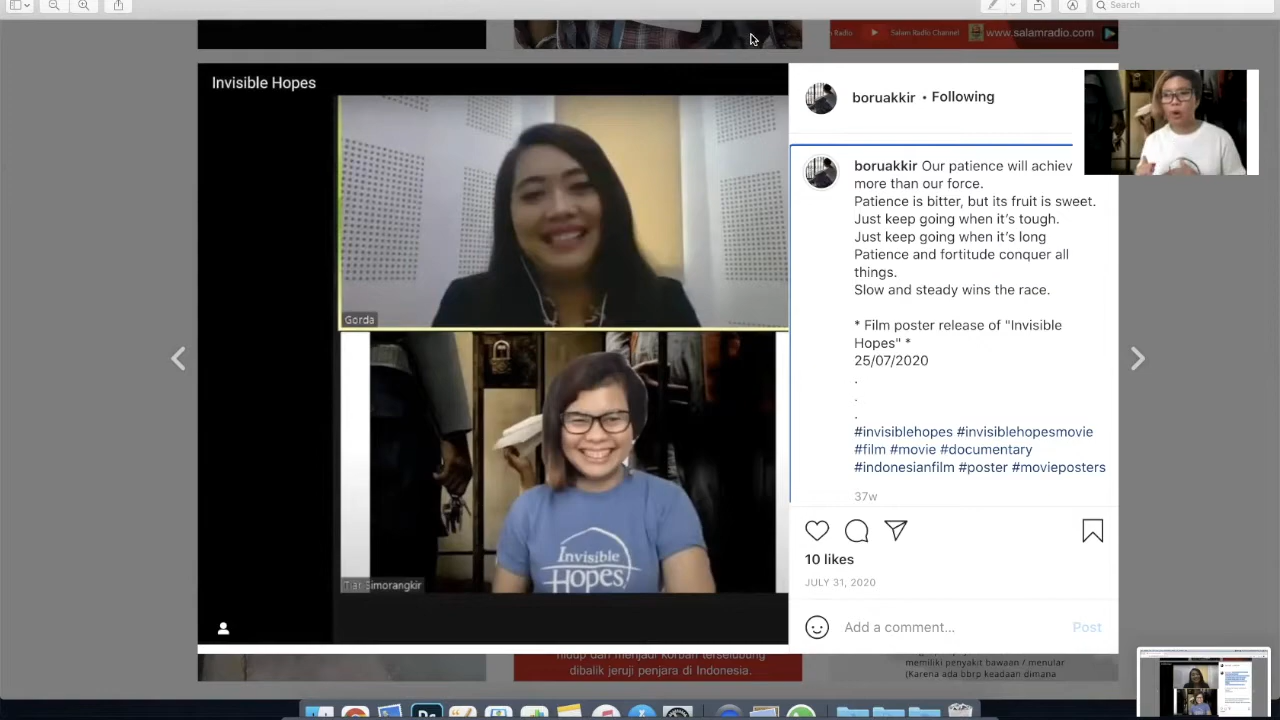 Search
Radio
Salam Radio Channel
www.salamradio.com
Invisible Hopes
boruakkir • Following
boruakkir Our patience will achiev
more than our force.
Patience is bitter, but its fruit is sweet.
Just keep going when it's tough.
Just keep going when it's long
Patience and fortitude conquer all
things.
Slow and steady wins the race.
* Film poster release of "Invisible
Hopes" *
25/07/2020
.
.
.
#invisiblehopes #invisiblehopesmovie
#film #movie #documentary
#indonesianfilm #poster #movieposters
37w
Gorda
Invisible
HOPES
Tiar Simorangkir
10 likes
JULY 31, 2020
Add a comment...
Post
hidup dan menjadi korban terselubung
dibalik jeruji penjara di Indonesia.
memiliki penyakit bawaan / menular
(Karena ada bbrp keadaan dimana